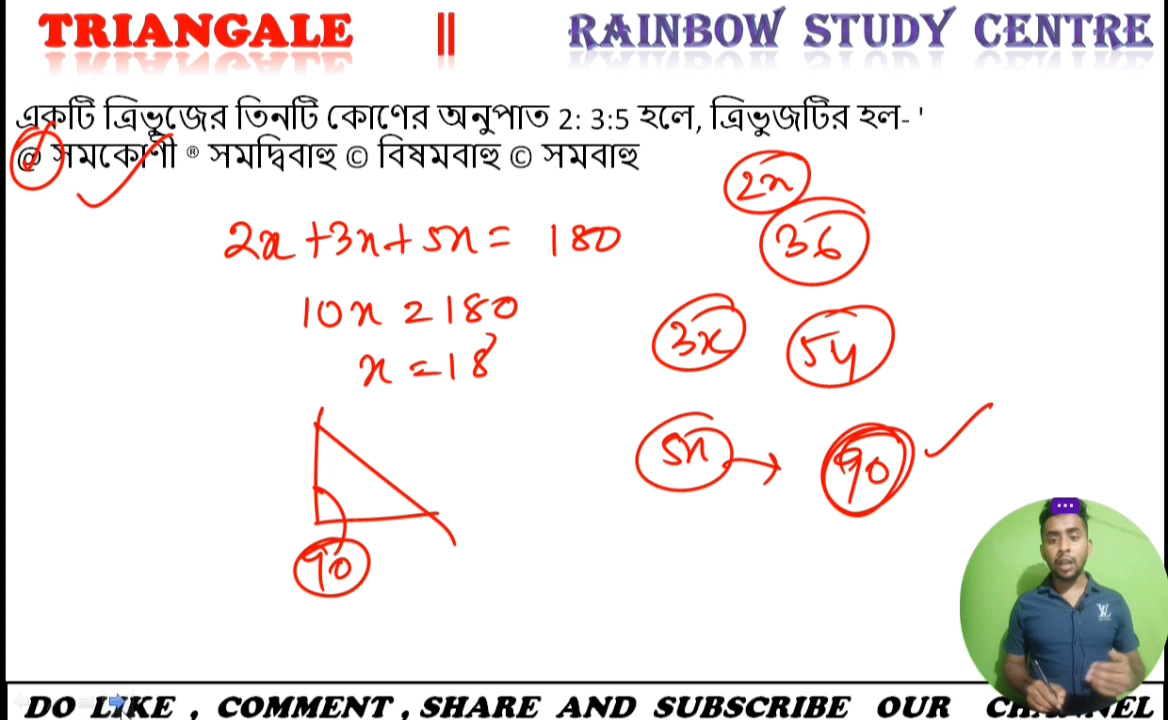 TRIANGALE || RAINBOW STUDY CENTRE
একটি ত্রিভুজের তিনটি কোণের অনুপাত 2: 3:5 হলে, ত্রিভুজটির হল- '
@ সমকোণী ® সমদ্বিবাহু © বিষমবাহু © সমবাহু
2x
2x +3x+ 5x = 180
36
10x = 180
3x 54
x = 18
5x → 90
90
DO LIKE , COMMENT , SHARE AND SUBSCRIBE OUR